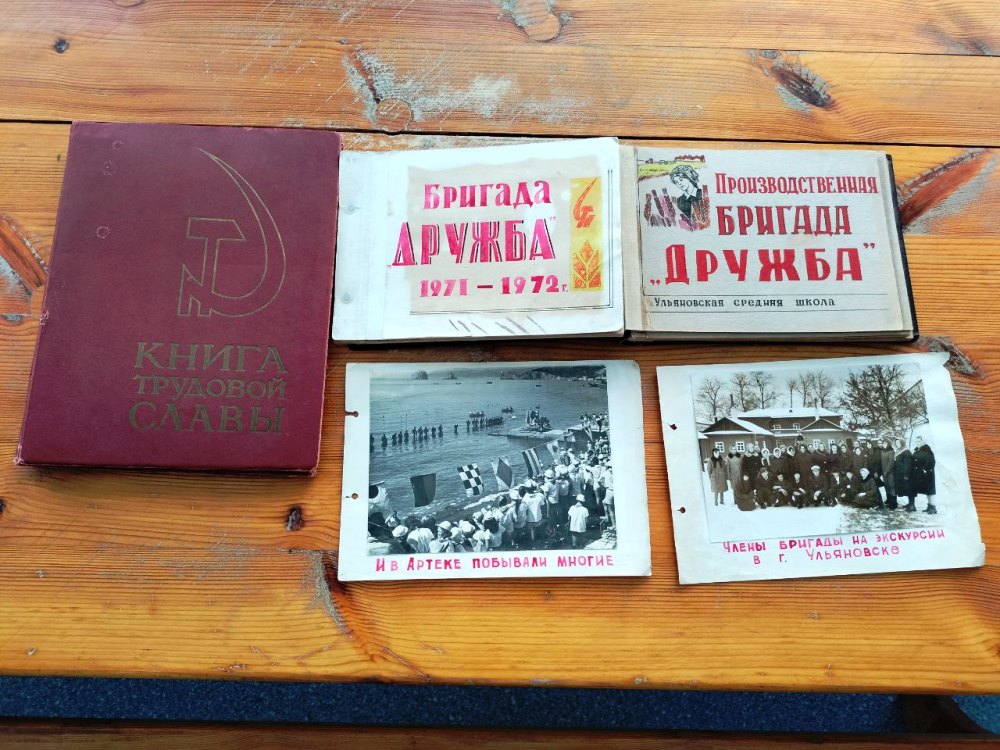 КНИГА
ТРУДОВОЙ
СЛАВЫ
БРИГАДА
„ДРУЖБА"
1971 – 1972 г.
ПРОИЗВОДСТВЕННАЯ
БРИГАДА
„ДРУЖБА"
УЛЬЯНОВСКАЯ СРЕДНЯЯ ШКОЛА
И В АРТЕКЕ ПОБЫВАЛИ МНОГИЕ
ЧЛЕНЫ БРИГАДЫ НА ЭКСКУРСИИ
В Г. УЛЬЯНОВСКЕ